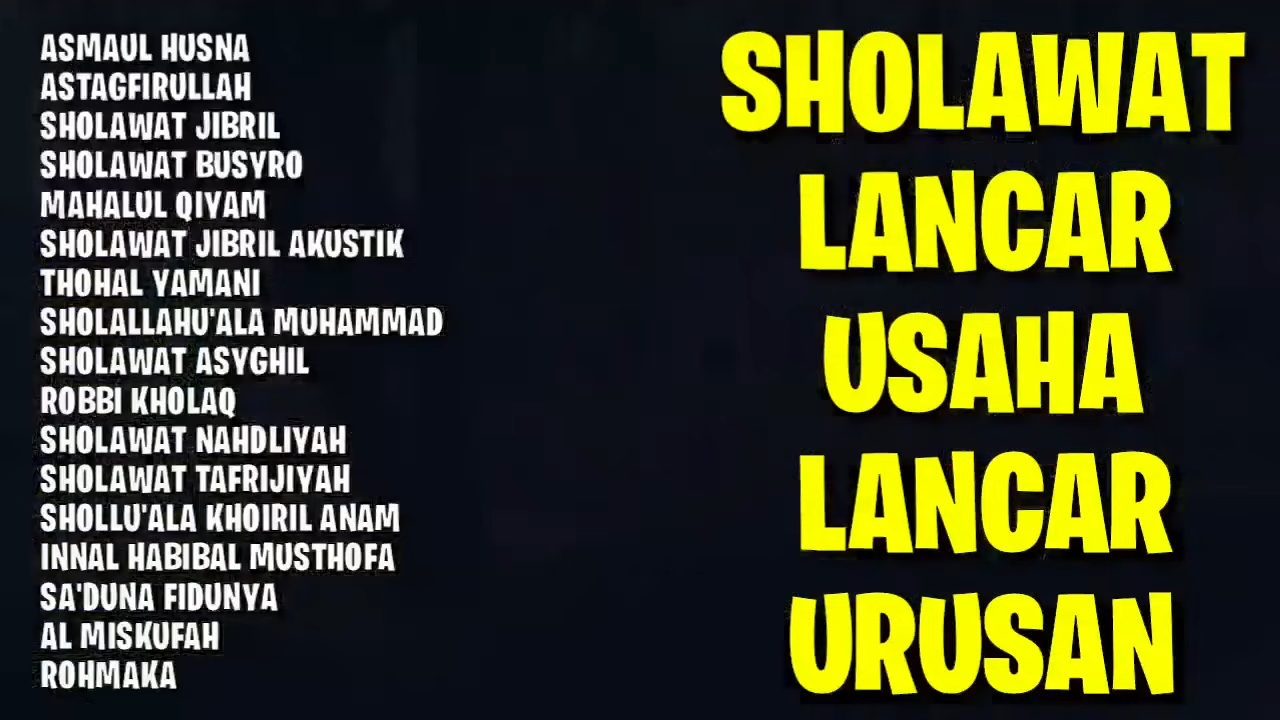 ASMAUL HUSNA
ASTAGFIRULLAH
SHOLAWAT JIBRIL
SHOLAWAT BUSYRO
MAHALUL QIYAM
SHOLAWAT JIBRIL AKUSTIK
THOHAL YAMANI
SHOLALLAHU'ALA MUHAMMAD
SHOLAWAT ASYGHIL
ROBBI KHOLAQ
SHOLAWAT NAHDLIYAH
SHOLAWAT TAFRIJIYAH
SHOLLU'ALA KHOIRIL ANAM
INNAL HABIBAL MUSTHOFA
SA'DUNA FIDUNYA
AL MISKUFAH
ROHMAKA
SHOLAWAT
LANCAR
USAHA
LANCAR
URUSAN